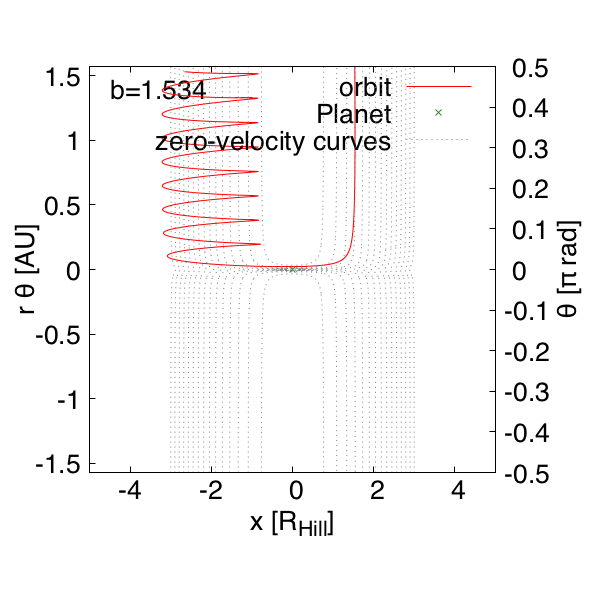 b=1.534
orbit
Planet
zero-velocity curves
1.5
1
0.5
0
-0.5
-1
-1.5
r θ [AU]
0.5
0.4
0.3
0.2
0.1
0
-0.1
-0.2
-0.3
-0.4
-0.5
θ [π rad]
-4 -2 0 2 4
x [R_Hill]